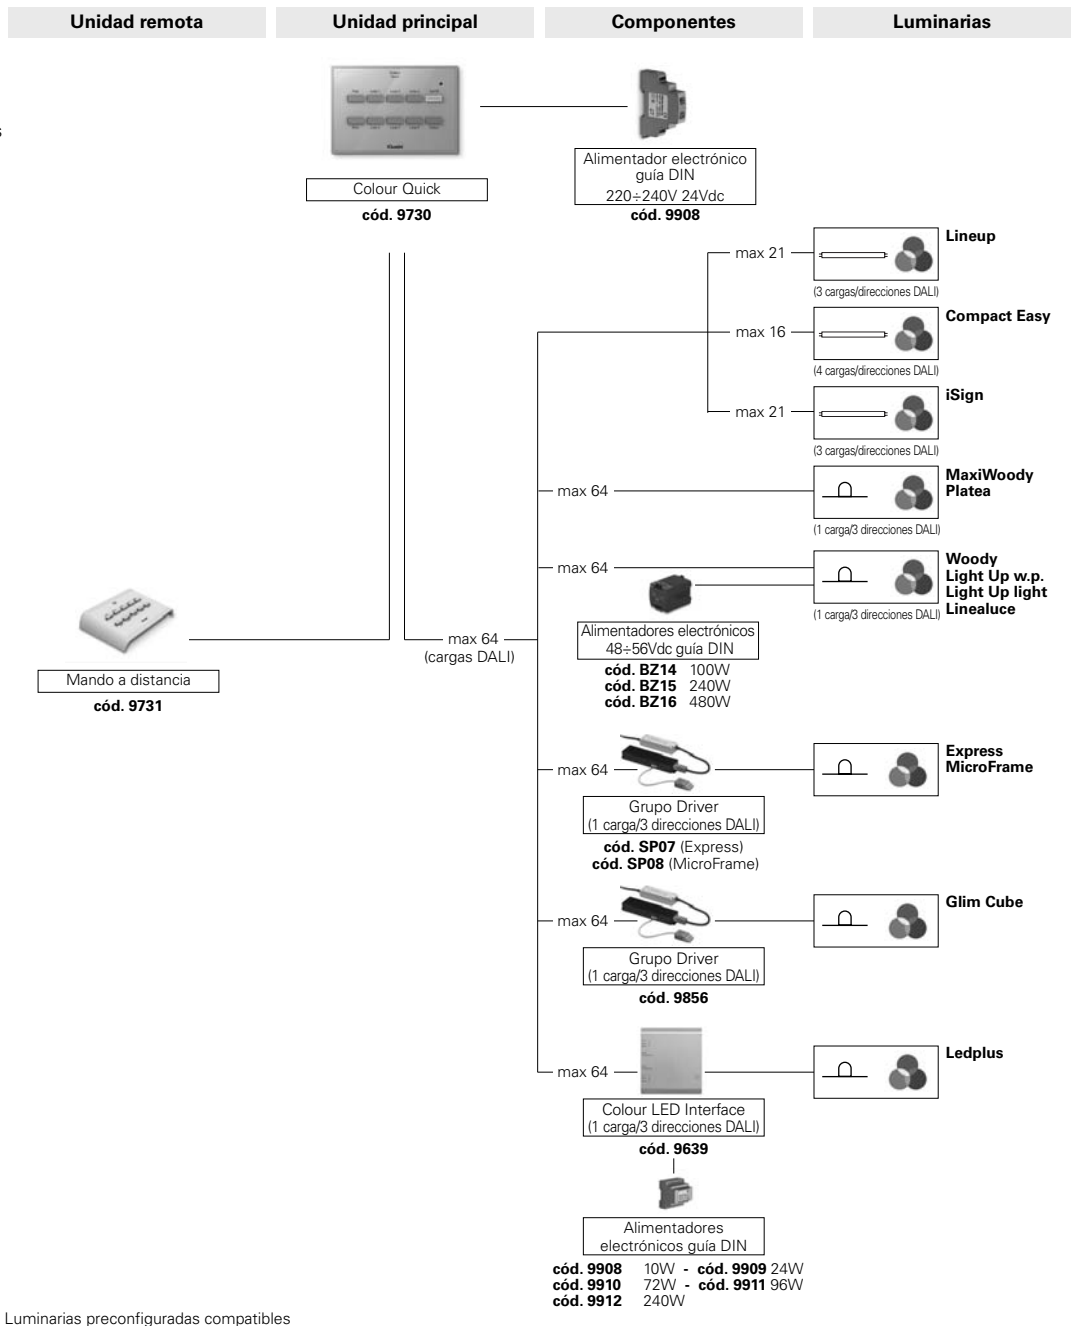 Unidad remota
Unidad principal
Componentes
Luminarias
s
Colour Quick
cód. 9730
Alimentador electrónico
guía DIN
220÷240V 24Vdc
cód. 9908
max 21
Lineup
(3 cargas/direcciones DALI)
max 16
Compact Easy
(4 cargas/direcciones DALI)
max 21
iSign
(3 cargas/direcciones DALI)
max 64
MaxiWoody
Platea
(1 carga/3 direcciones DALI)
max 64
Woody
Light Up w.p.
Light Up light
Linealuce
(1 carga/3 direcciones DALI)
Alimentadores electrónicos
48÷56Vdc guía DIN
cód. BZ14 100W
cód. BZ15 240W
cód. BZ16 480W
max 64
(cargas DALI)
Mando a distancia
cód. 9731
max 64
Express
MicroFrame
Grupo Driver
(1 carga/3 direcciones DALI)
cód. SP07 (Express)
cód. SP08 (MicroFrame)
max 64
Glim Cube
Grupo Driver
(1 carga/3 direcciones DALI)
cód. 9856
max 64
Ledplus
Colour LED Interface
(1 carga/3 direcciones DALI)
cód. 9639
Alimentadores
electrónicos guía DIN
cód. 9908 10W - cód. 9909 24W
cód. 9910 72W - cód. 9911 96W
cód. 9912 240W
Luminarias preconfiguradas compatibles